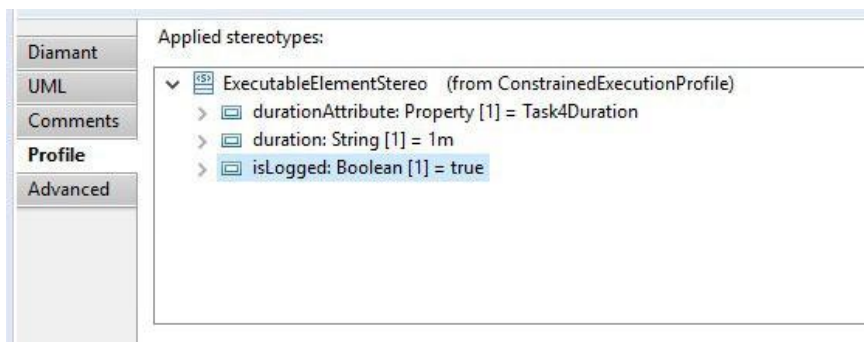 Applied stereotypes:
Diamant
UML
Comments
Profile
Advanced
<S> ExecutableElementStereo (from ConstrainedExecutionProfile)
durationAttribute: Property [1] = Task4Duration
duration: String [1] = 1m
isLogged: Boolean [1] = true